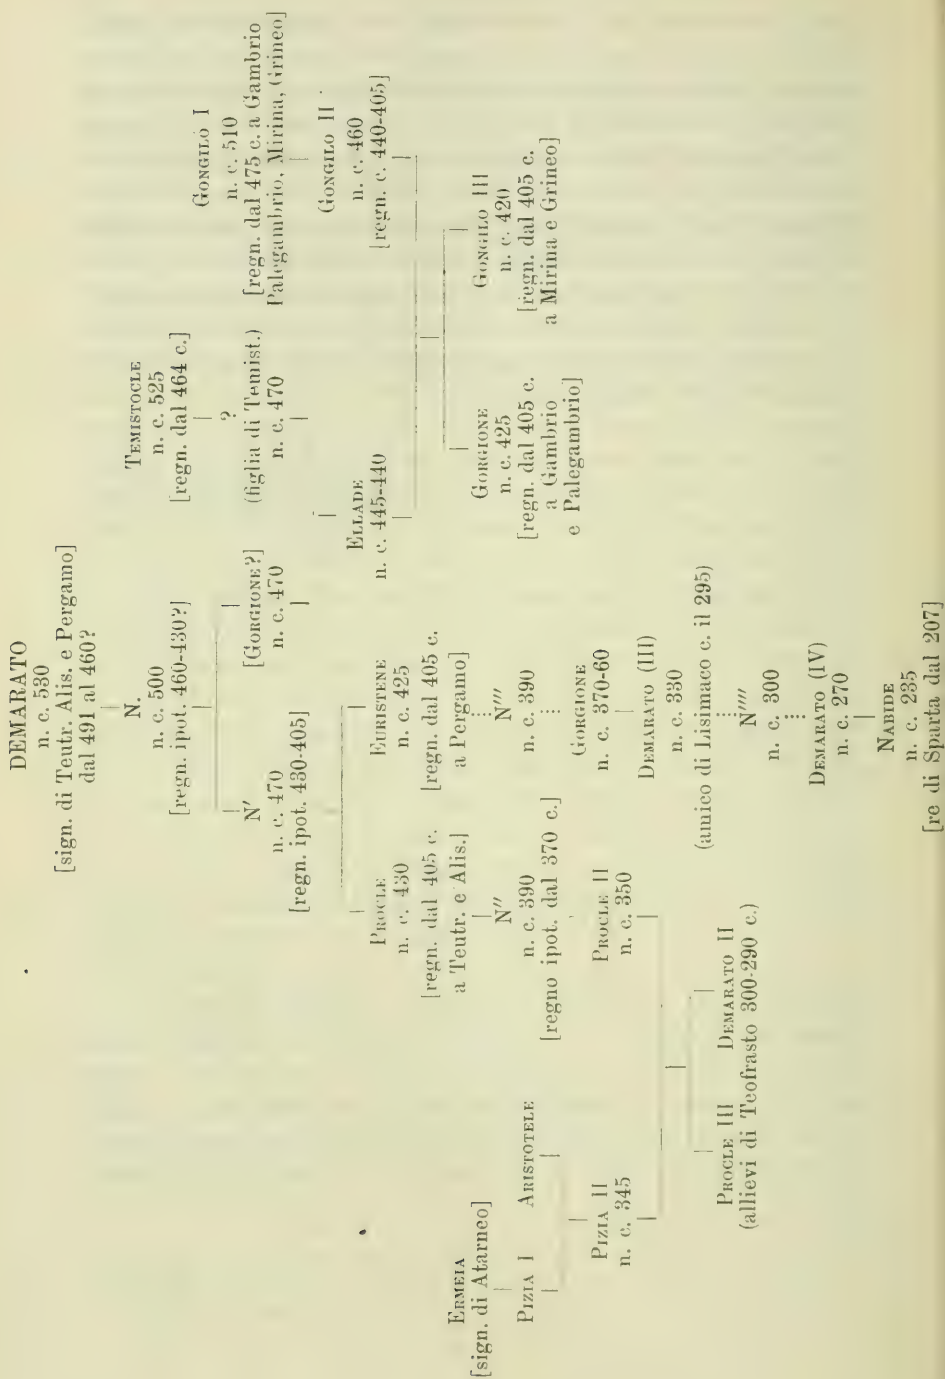 DEMARATO
n. c. 530
[sign. di Teutr. Alis. e Pergamo]
dal 491 al 460?
N.
n. c. 500
[regn. ipot. 460-430?]
N'
n. c. 470
[regn. ipot. 430-405]
[GORGIONE?]
n. c. 470
TEMISTOCLE
n. c. 525
[regn. dal 464 c.]
?
(figlia di Temist.)
n. c. 470
GONGILO I
n. c. 510
[regn. dal 475 c. a Gambrio
Palegambrio, Mirina, Grineo]
GONGILO II
n. c. 460
[regn. c. 440-405]
ELLADE
n. c. 445-440
PROCLE
n. c. 430
[regn. dal 405 c.
a Teutr. e Alis.]
EURISTENE
n. c. 425
[regn. dal 405 c.
a Pergamo]
GORGIONE
n. c. 425
[regn. dal 405 c.
a Gambrio
e Palegambrio]
GONGILO III
n. c. 420
[regn. dal 405 c.
a Mirina e Grineo]
N''
n. c. 390
[regno ipot. dal 370 c.]
N'''
n. c. 390
ERMEIA
[sign. di Atarneo]
PIZIA I
ARISTOTELE
PIZIA II
n. c. 345
PROCLE II
n. c. 350
GORGIONE
n. c. 370-60
DEMARATO (III)
n. c. 330
(amico di Lisimaco c. il 295)
PROCLE III DEMARATO II
(allievi di Teofrasto 300-290 c.)
N''''
n. c. 300
DEMARATO (IV)
n. c. 270
NABIDE
n. c. 235
[re di Sparta dal 207]